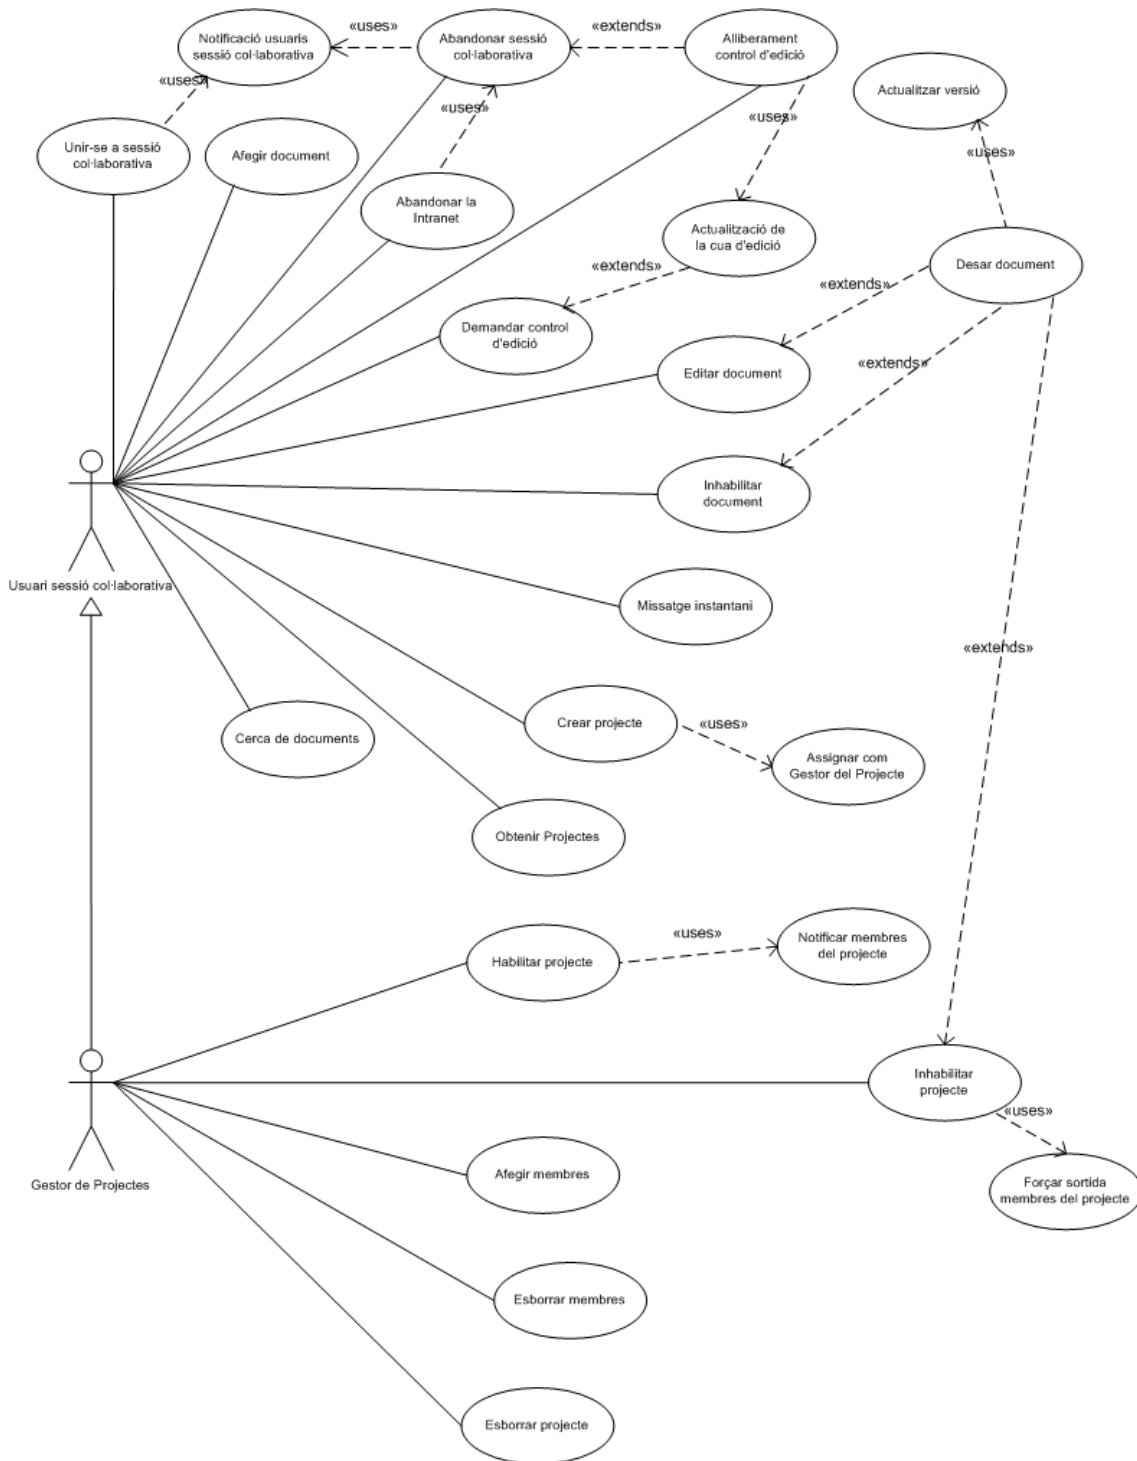 Notificació usuaris
sessió col·laborativa
«uses»
Abandonar sessió
col·laborativa
«extends»
Alliberament
control d'edició
Actualitzar versió
«uses»
«uses»
«uses»
«uses»
Unir-se a sessió
col·laborativa
Afegir document
Abandonar la
Intranet
Actualització de
la cua d'edició
Desar document
«extends»
«extends»
Demandar control
d'edició
Editar document
«extends»
Inhabilitar
document
Usuari sessió col·laborativa
Missatge instantani
«extends»
Cerca de documents
Crear projecte
«uses»
Assignar com
Gestor del Projecte
Obtenir Projectes
Habilitar projecte
«uses»
Notificar membres
del projecte
Inhabilitar
projecte
«uses»
Gestor de Projectes
Afegir membres
Forçar sortida
membres del projecte
Esborrar membres
Esborrar projecte